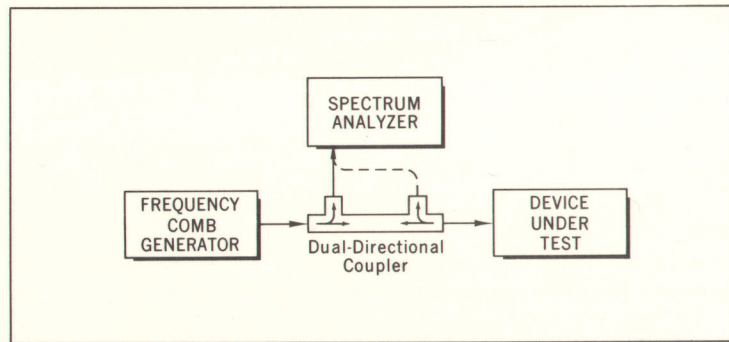 SPECTRUM
ANALYZER
FREQUENCY
COMB
GENERATOR
Dual-Directional
Coupler
DEVICE
UNDER
TEST